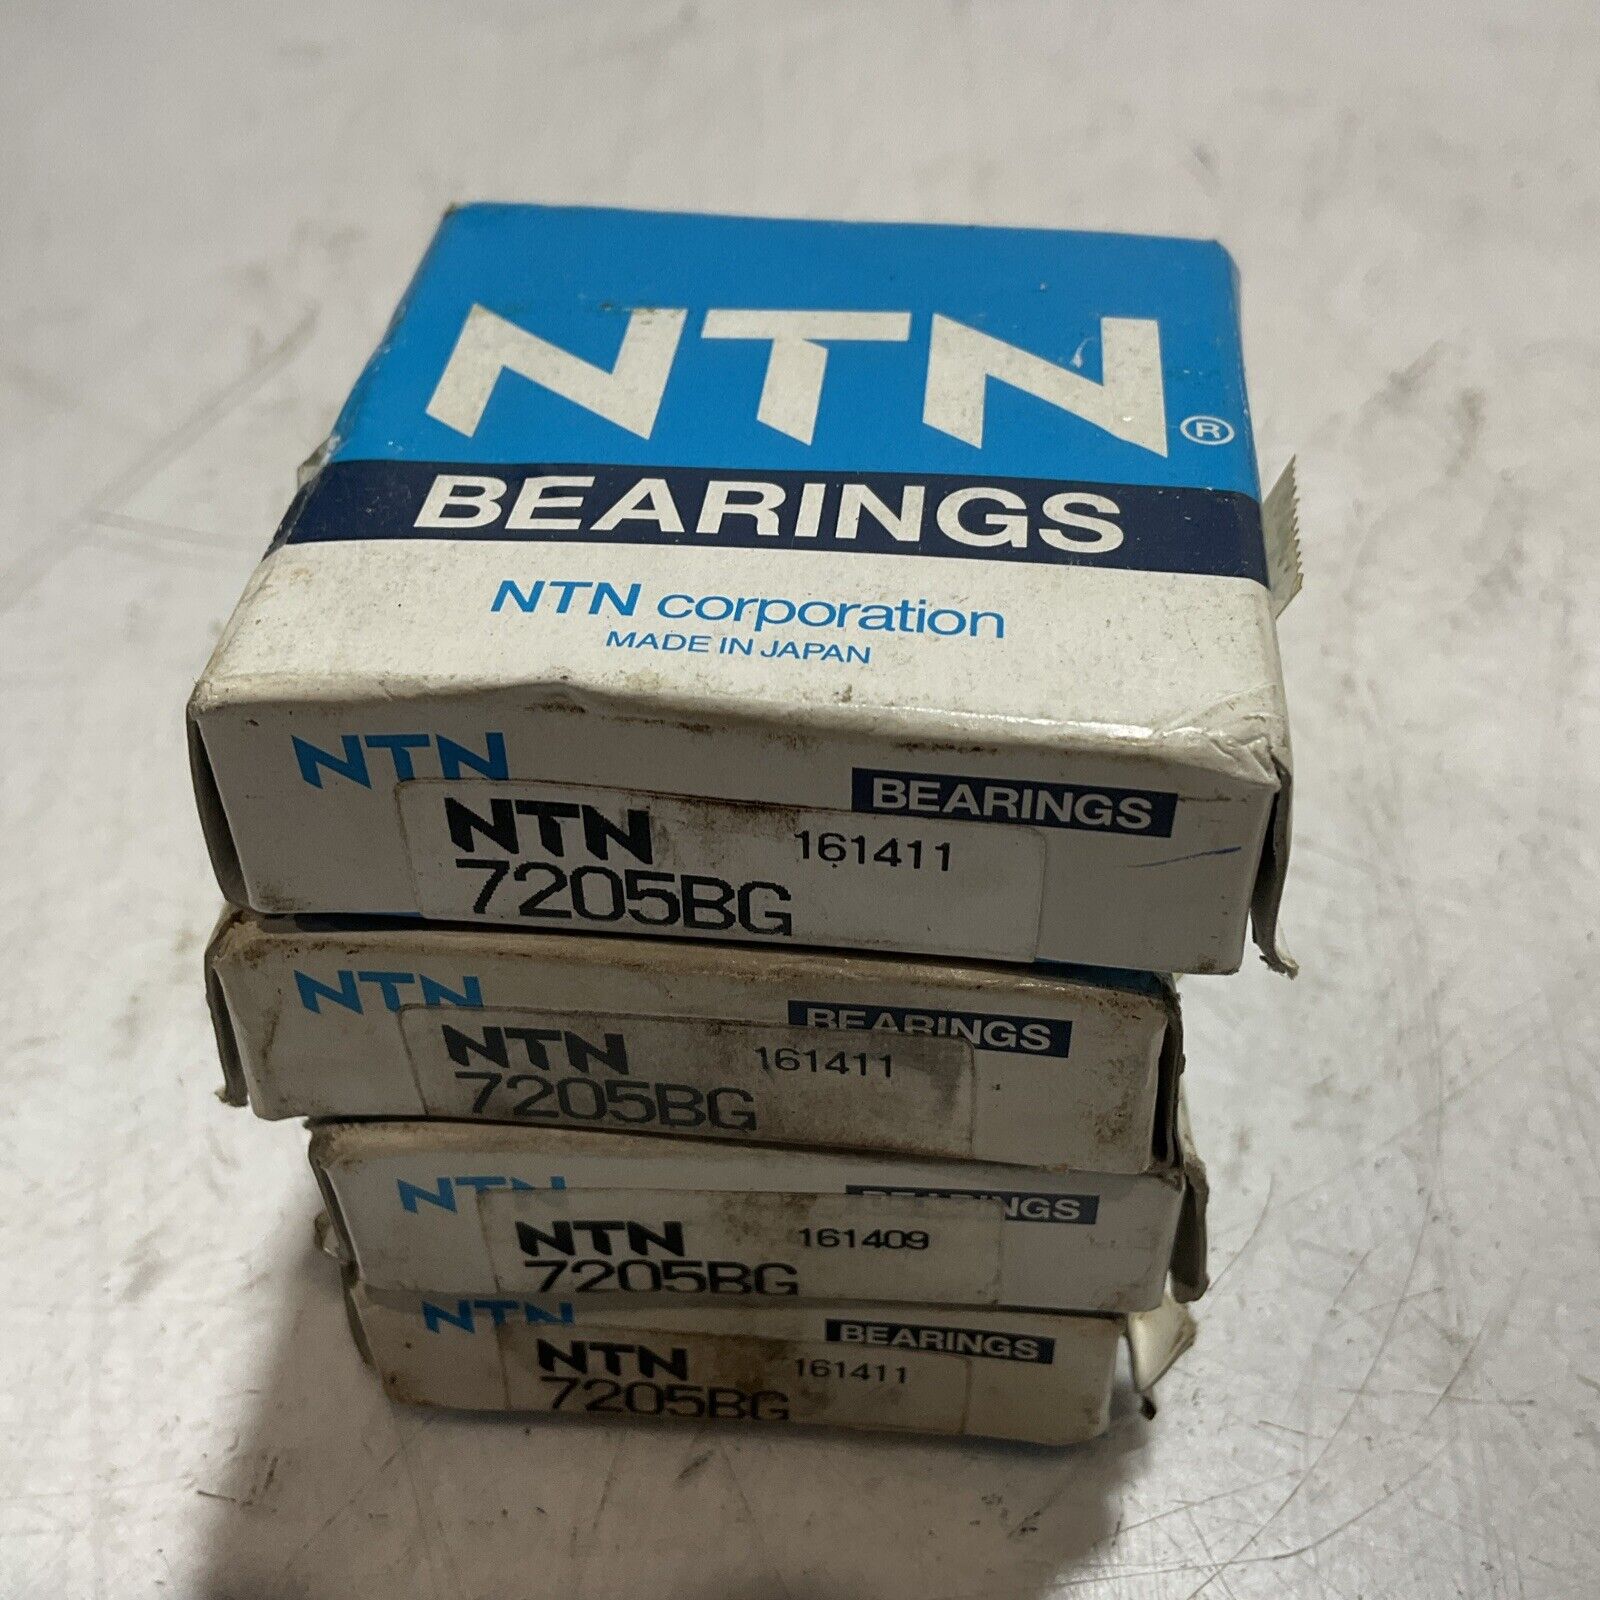 NTN®
BEARINGS
NTN corporation
MADE IN JAPAN
NTN
BEARINGS
NTN
161411
7205BG
NTN
BEARINGS
NTN
161411
7205BG
NTN
BEARINGS
NTN
161409
7205BG
NTN
BEARINGS
NTN
161411
7205BG